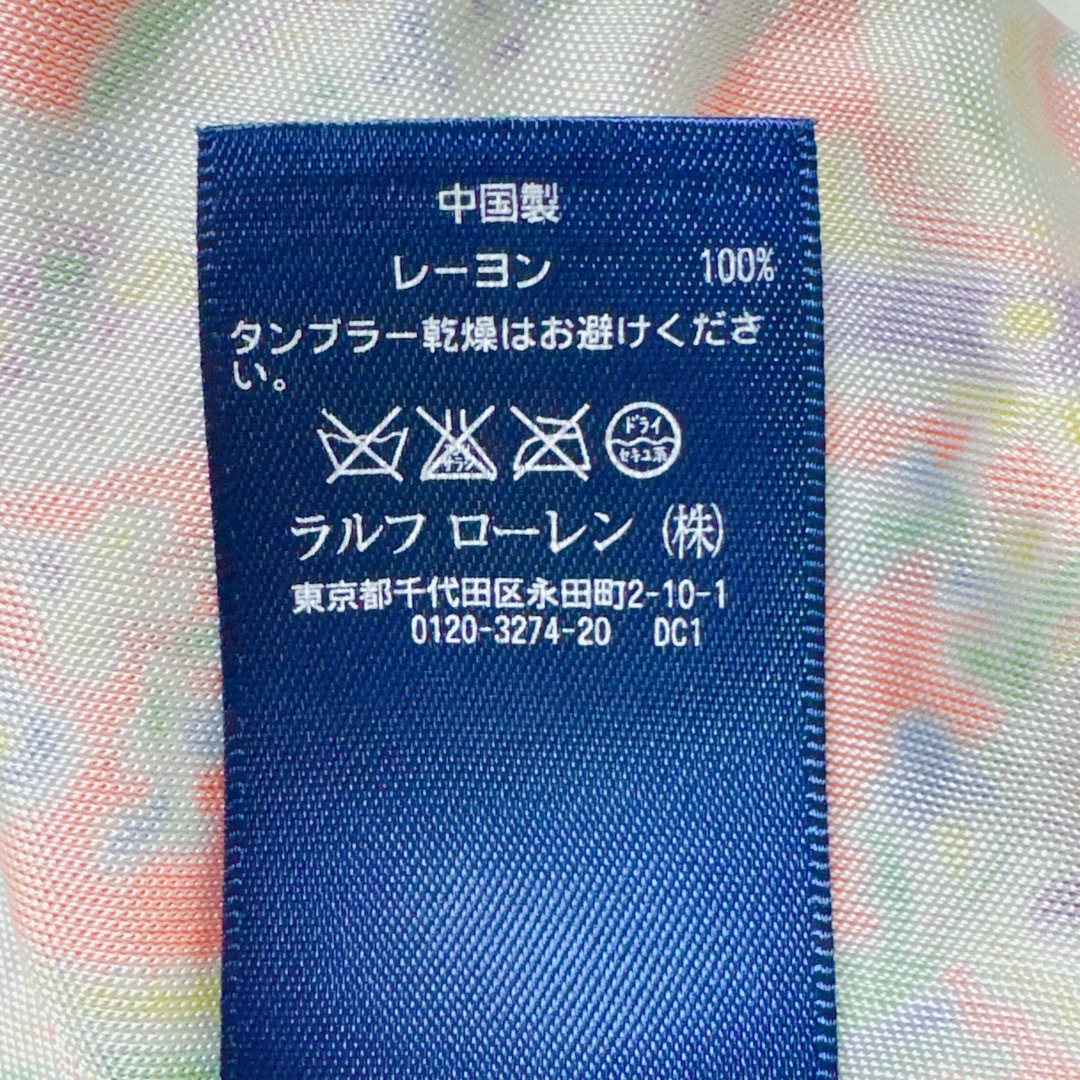 中国製
レーヨン 100%
タンブラー乾燥はお避けくださ
い。
ドライ
セキユ系
ラルフ ローレン (株)
東京都千代田区永田町2-10-1
0120-3274-20 DC1